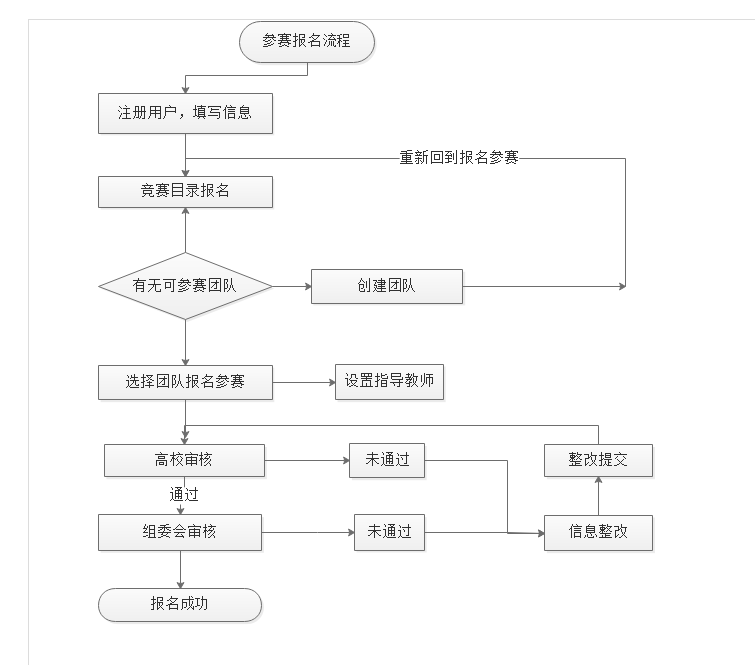 参赛报名流程
注册用户，填写信息
重新回到报名参赛
竞赛目录报名
有无可参赛团队
创建团队
选择团队报名参赛
设置指导教师
高校审核
未通过
整改提交
通过
组委会审核
未通过
信息整改
报名成功